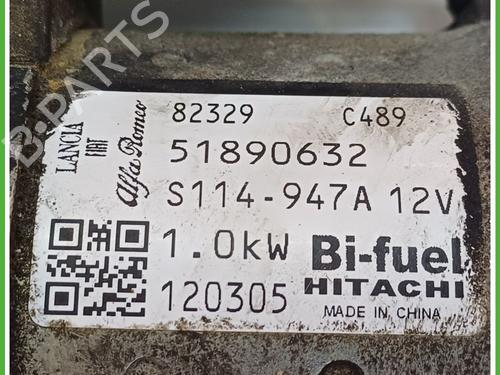 B-PARTS
LANCIA
FIAT
Alfa Romeo
82329 C489
51890632
S114-947A 12V
1.0kW Bi-fuel
120305 HITACHI
MADE IN CHINA